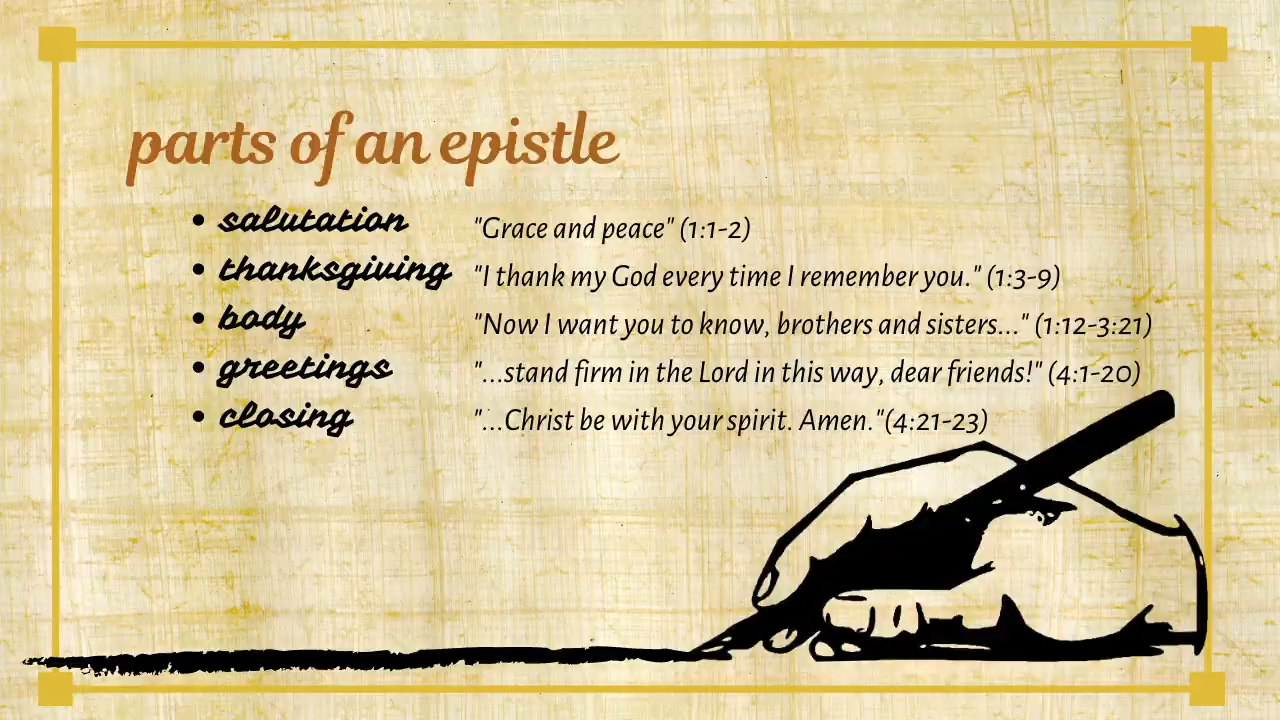 parts of an epistle
• salutation "Grace and peace" (1:1-2)
• thanksgiving "I thank my God every time I remember you." (1:3-9)
• body "Now I want you to know, brothers and sisters..." (1:12-3:21)
• greetings "...stand firm in the Lord in this way, dear friends!" (4:1-20)
• closing "...Christ be with your spirit. Amen."(4:21-23)